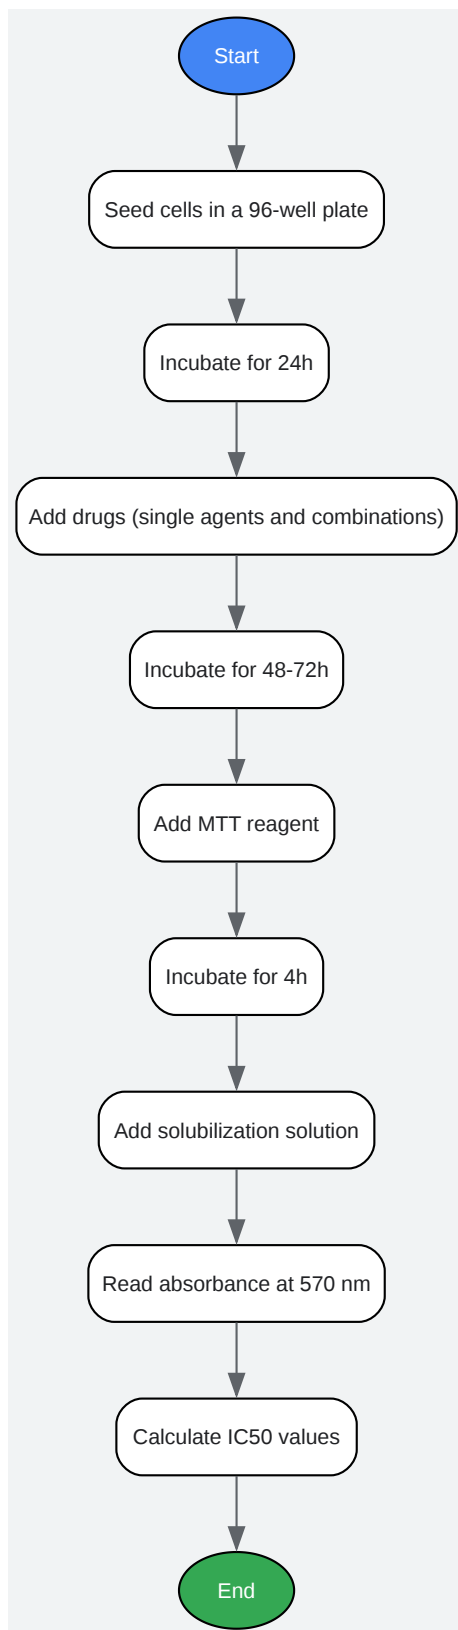 Start
Seed cells in a 96-well plate
Incubate for 24h
Add drugs (single agents and combinations)
Incubate for 48-72h
Add MTT reagent
Incubate for 4h
Add solubilization solution
Read absorbance at 570 nm
Calculate IC50 values
End